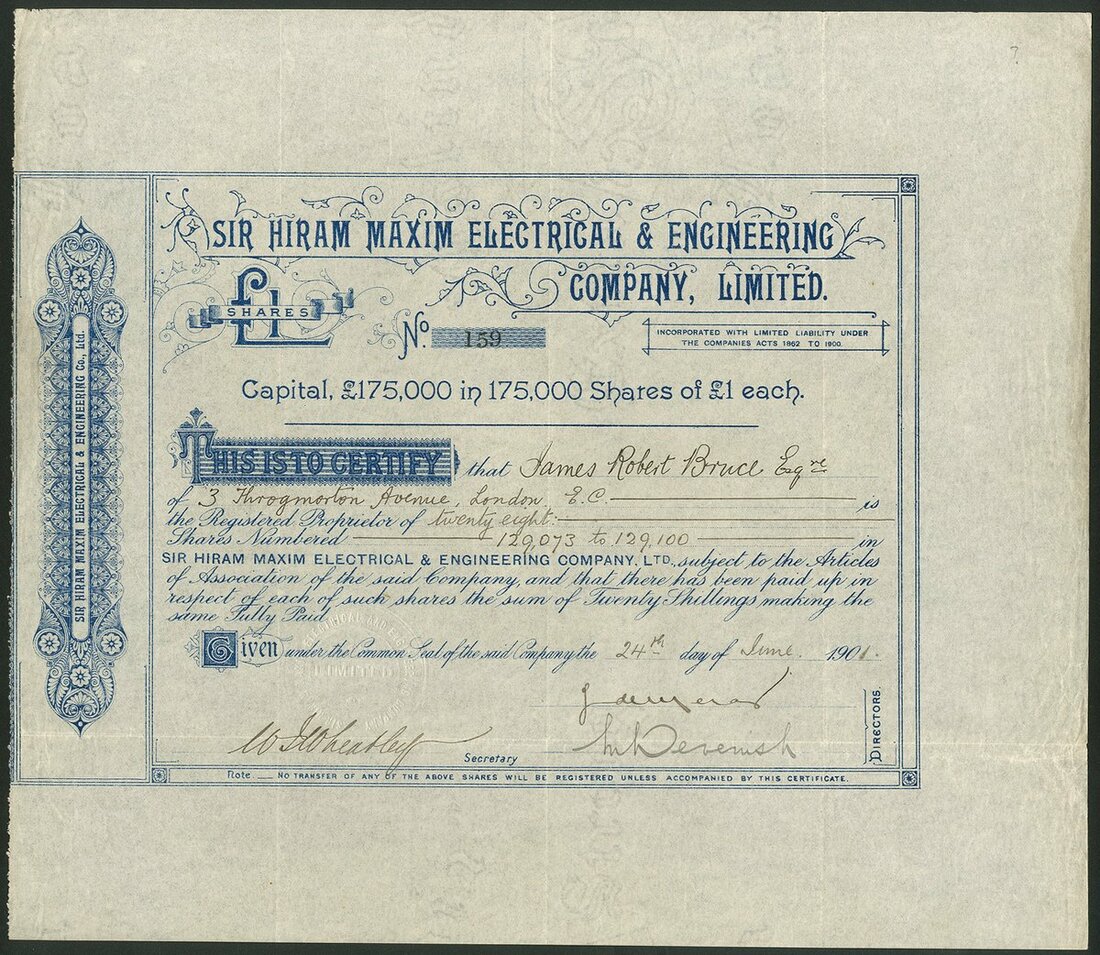 SIR HIRAM MAXIM ELECTRICAL & ENGINEERING
COMPANY, LIMITED.
£1
SHARES
No. 159
INCORPORATED WITH LIMITED LIABILITY UNDER
THE COMPANIES ACTS 1862 TO 1900.
Capital, £175,000 in 175,000 Shares of £1 each.
THIS IS TO CERTIFY that James Robert Bruce Esqre
of 3 Throgmorton Avenue, London, E.C. is
the Registered Proprietor of twenty eight
Shares Numbered 129,073 to 129,100 in
SIR HIRAM MAXIM ELECTRICAL & ENGINEERING COMPANY, LTD, subject to the Articles
of Association of the said Company, and that there has been paid up in
respect of each of such shares the sum of Twenty Shillings making the
same Fully Paid
Given under the Common Seal of the said Company the 24th day of June. 1901.
W Wheatley
Devenish
Secretary
DIRECTORS.
Note NO TRANSFER OF ANY OF THE ABOVE SHARES WILL BE REGISTERED UNLESS ACCOMPANIED BY THIS CERTIFICATE.
SIR HIRAM MAXIM ELECTRICAL & ENGINEERING Co., Ltd.